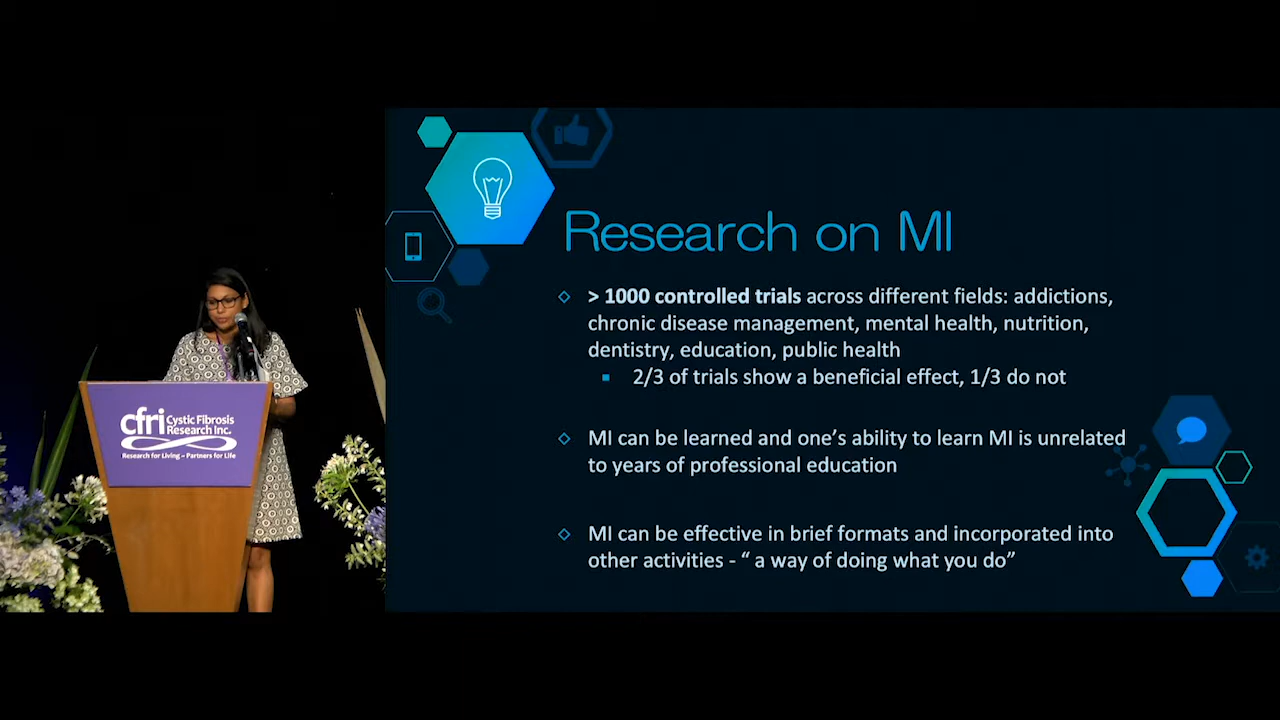 cfri Cystic Fibrosis
Research Inc.
Research for Living – Partners for Life
Research on MI
> 1000 controlled trials across different fields: addictions,
chronic disease management, mental health, nutrition,
dentistry, education, public health
2/3 of trials show a beneficial effect, 1/3 do not
MI can be learned and one’s ability to learn MI is unrelated
to years of professional education
MI can be effective in brief formats and incorporated into
other activities - “ a way of doing what you do”